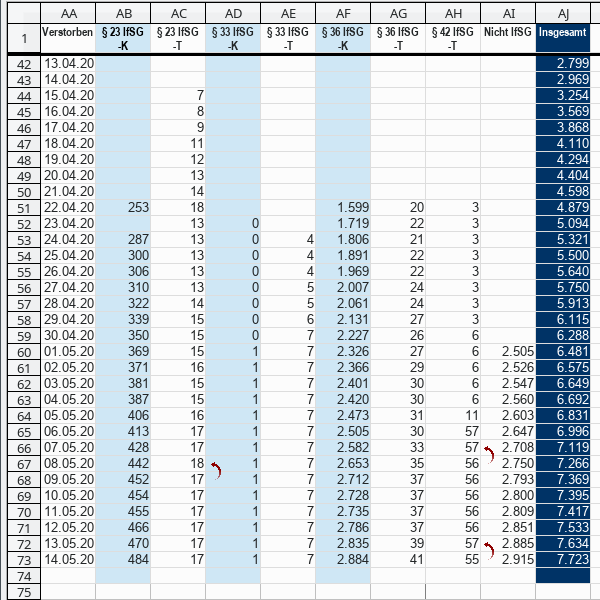 AA AB AC AD AE AF AG AH AI AJ
1 Verstorben § 23 IfSG -K § 23 IfSG -T § 33 IfSG -K § 33 IfSG -T § 36 IfSG -K § 36 IfSG -T § 42 IfSG -T Nicht IfSG Insgesamt
42 13.04.20 2.799
43 14.04.20 2.969
44 15.04.20 7 3.254
45 16.04.20 8 3.569
46 17.04.20 9 3.868
47 18.04.20 11 4.110
48 19.04.20 12 4.294
49 20.04.20 13 4.404
50 21.04.20 14 4.598
51 22.04.20 253 18 1.599 20 3 4.879
52 23.04.20 13 0 1.719 22 3 5.094
53 24.04.20 287 13 0 4 1.806 21 3 5.321
54 25.04.20 300 13 0 4 1.891 22 3 5.500
55 26.04.20 306 13 0 4 1.969 22 3 5.640
56 27.04.20 310 13 0 5 2.007 24 3 5.750
57 28.04.20 322 14 0 5 2.061 24 3 5.913
58 29.04.20 339 15 0 6 2.131 27 3 6.115
59 30.04.20 350 15 0 7 2.227 26 6 6.288
60 01.05.20 369 15 1 7 2.326 27 6 2.505 6.481
61 02.05.20 371 16 1 7 2.366 29 6 2.526 6.575
62 03.05.20 381 15 1 7 2.401 30 6 2.547 6.649
63 04.05.20 387 15 1 7 2.420 30 6 2.560 6.692
64 05.05.20 406 16 1 7 2.473 31 11 2.603 6.831
65 06.05.20 413 17 1 7 2.505 30 57 2.647 6.996
66 07.05.20 428 17 1 7 2.582 33 57 2.708 7.119
67 08.05.20 442 18 1 7 2.653 35 56 2.750 7.266
68 09.05.20 452 17 1 7 2.712 37 56 2.793 7.369
69 10.05.20 454 17 1 7 2.728 37 56 2.800 7.395
70 11.05.20 455 17 1 7 2.735 37 56 2.809 7.417
71 12.05.20 466 17 1 7 2.786 37 56 2.851 7.533
72 13.05.20 470 17 1 7 2.835 39 57 2.885 7.634
73 14.05.20 484 17 1 7 2.884 41 55 2.915 7.723
74
75